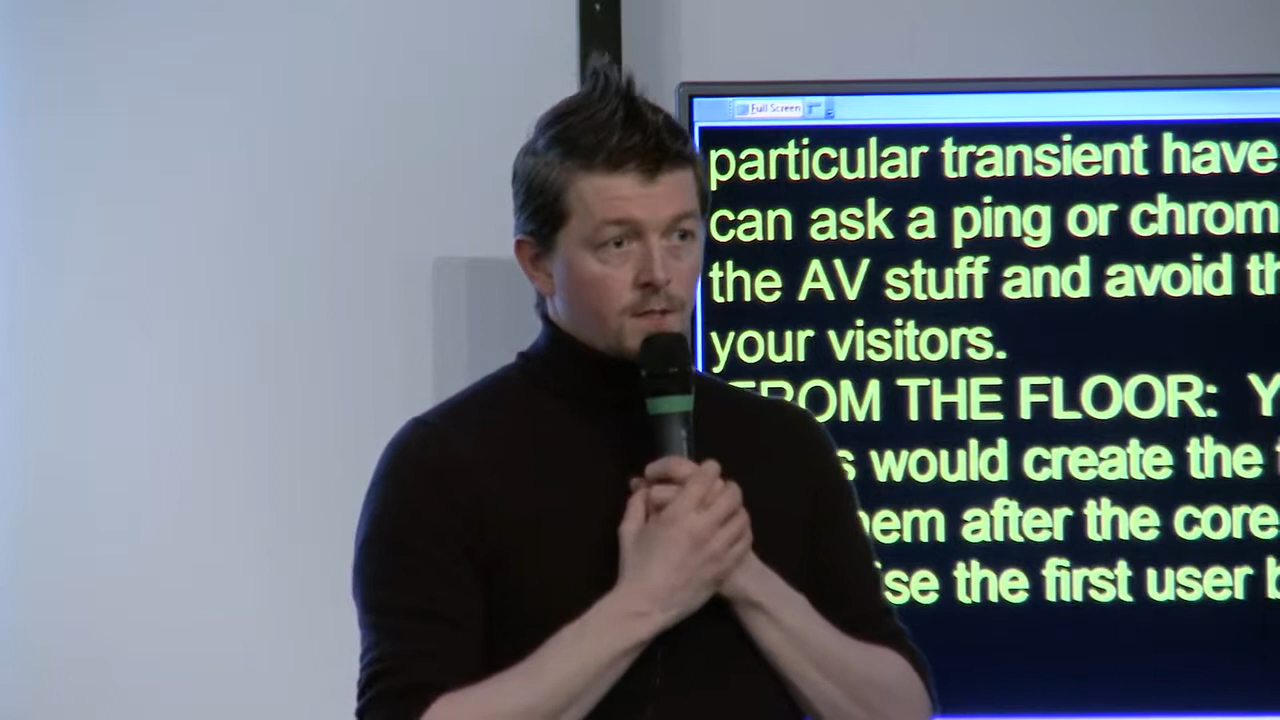 Full Screen
particular transient have
can ask a ping or chrom
the AV stuff and avoid th
your visitors.
FROM THE FLOOR: Y
s would create the
hem after the core
ise the first user b